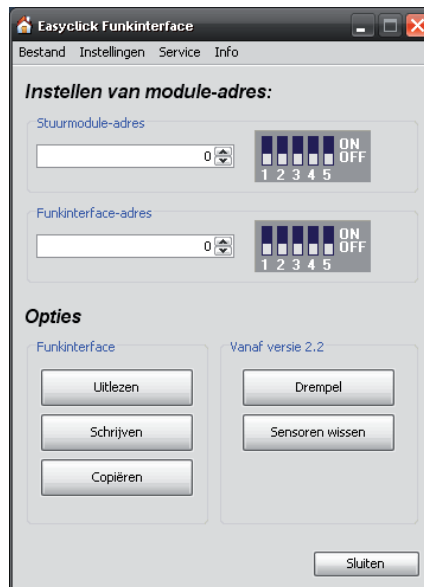 Easyclick Funkinterface
Bestand Instellingen Service Info
Instellen van module-adres:
Stuurmodule-adres
0
ON
OFF
1 2 3 4 5
Funkinterface-adres
0
ON
OFF
1 2 3 4 5
Opties
Funkinterface
Vanaf versie 2.2
Uitlezen
Drempel
Schrijven
Sensoren wissen
Copiëren
Sluiten